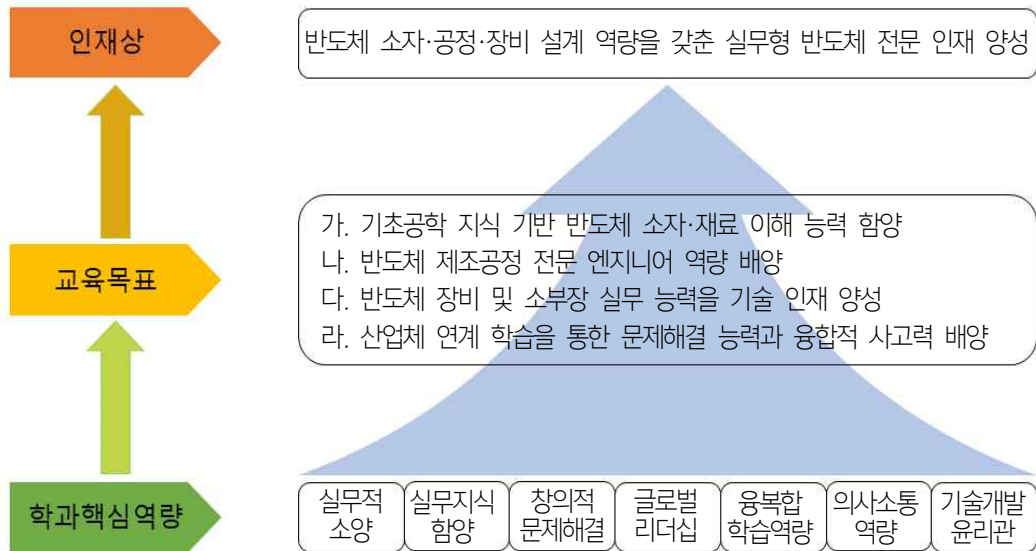 인재상
반도체 소자·공정·장비 설계 역량을 갖춘 실무형 반도체 전문 인재 양성
교육목표
가. 기초공학 지식 기반 반도체 소자·재료 이해 능력 함양
나. 반도체 제조공정 전문 엔지니어 역량 배양
다. 반도체 장비 및 소부장 실무 능력을 기술 인재 양성
라. 산업체 연계 학습을 통한 문제해결 능력과 융합적 사고력 배양
학과핵심역량
실무적
소양
실무지식
함양
창의적
문제해결
글로벌
리더십
융복합
학습역량
의사소통
역량
기술개발
윤리관